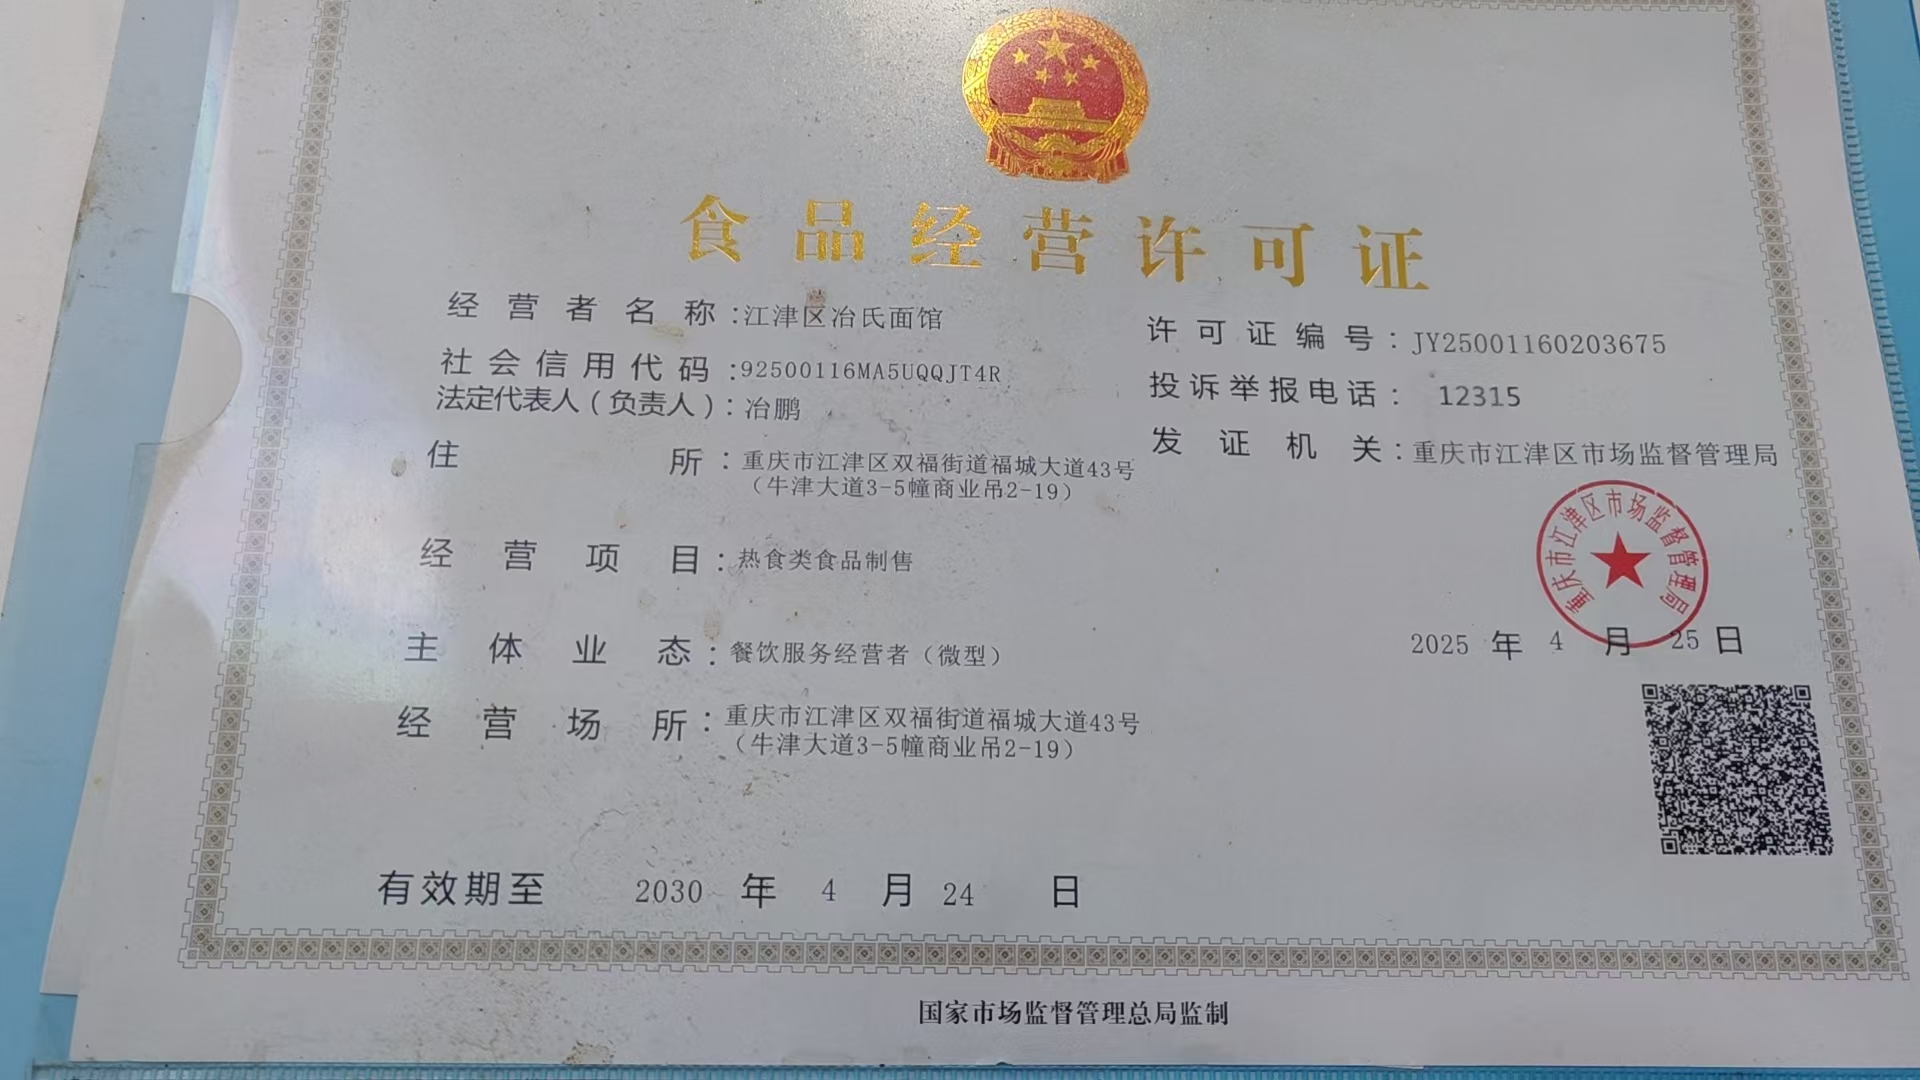 食品经营许可证
经营者名称:江津区冶氏面馆
社会信用代码:92500116MA5UQQJT4R
法定代表人(负责人):冶鹏
住所:重庆市江津区双福街道福城大道43号
(牛津大道3-5幢商业吊2-19)
经营项目:热食类食品制售
主体业态:餐饮服务经营者(微型)
经营场所:重庆市江津区双福街道福城大道43号
(牛津大道3-5幢商业吊2-19)
有效期至 2030 年 4 月 24 日
许可证编号:JY25001160203675
投诉举报电话: 12315
发证机关:重庆市江津区市场监督管理局
重庆市江津区市场监督管理局
2025 年 4 月 25 日
国家市场监督管理总局监制